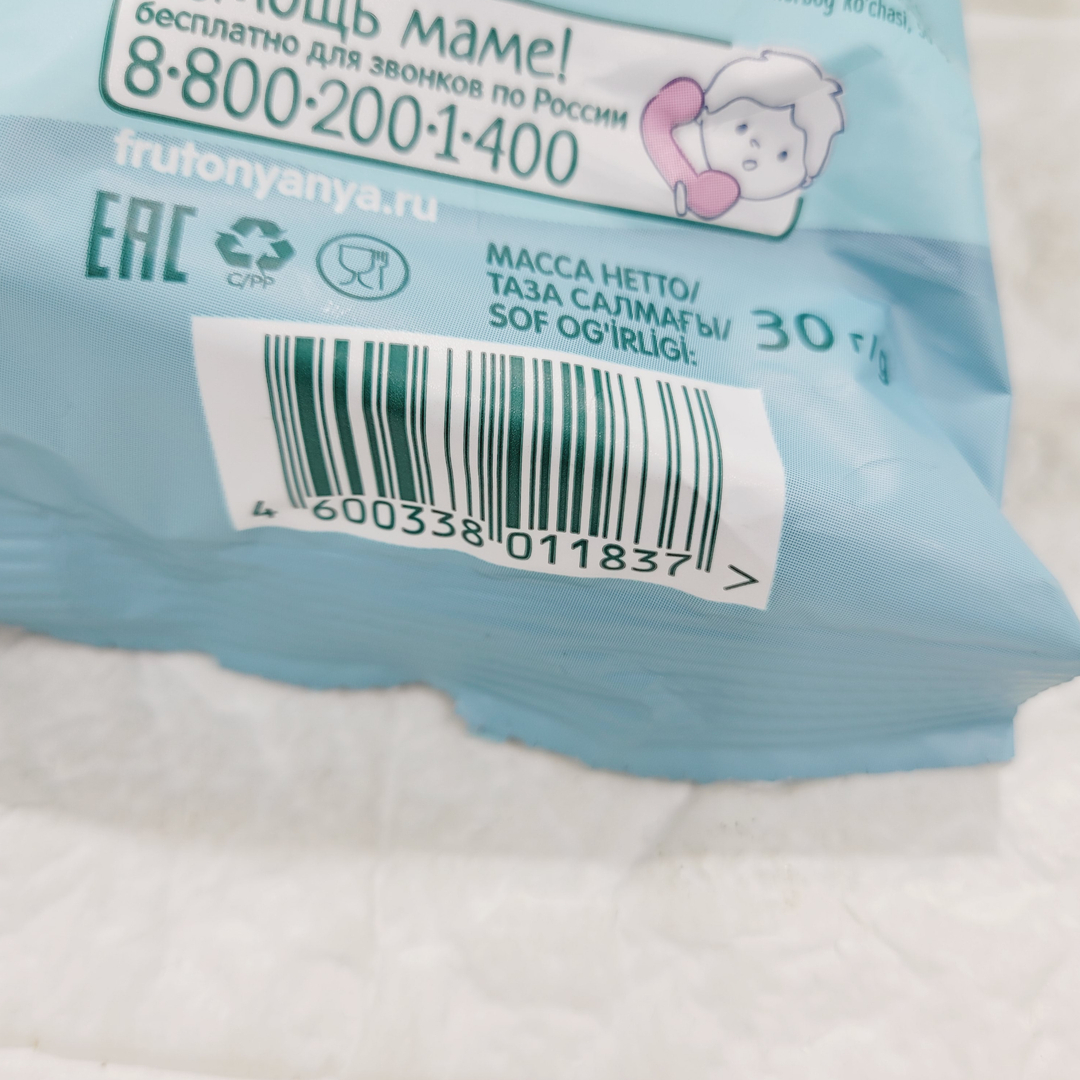 маме!
бесплатно для звонков по России
8·800·200·1·400
frutonyanya.ru
EAC
C/PP
МАССА НЕТТО/
ТАЗА САЛМАҒЫ/
SOF OG'IRLIGI:
30 г/g
4 600338 011837 >